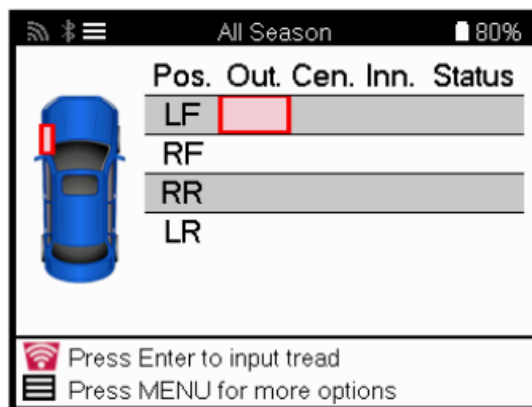 All Season 80%
Pos. Out. Cen. Inn. Status
LF
RF
RR
LR
Press Enter to input tread
Press MENU for more options